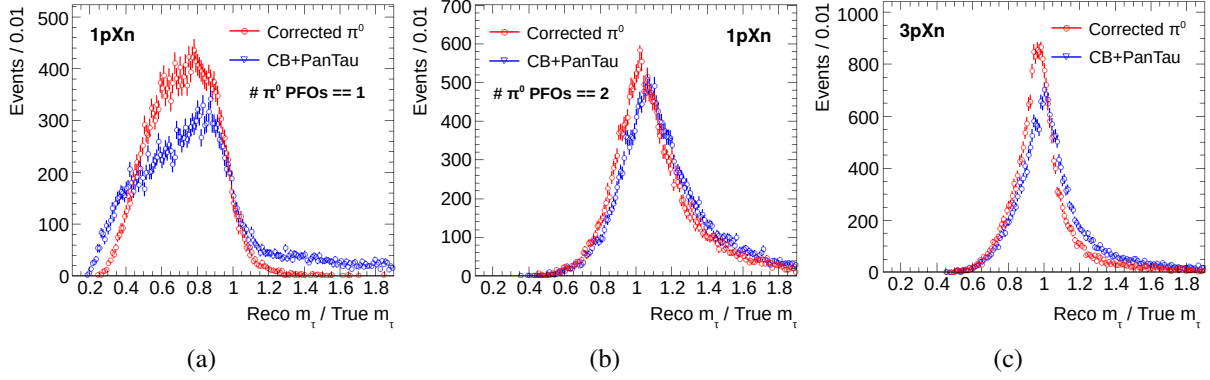 Events / 0.01
500
400
300
200
100
0
1pXn
Corrected π⁰
CB+PanTau
# π⁰ PFOs == 1
0.2 0.4 0.6 0.8 1 1.2 1.4 1.6 1.8
Reco m_τ / True m_τ
(a)
Events / 0.01
700
600
500
400
300
200
100
0
Corrected π⁰
CB+PanTau
1pXn
# π⁰ PFOs == 2
0.2 0.4 0.6 0.8 1 1.2 1.4 1.6 1.8
Reco m_τ / True m_τ
(b)
Events / 0.01
1000
800
600
400
200
0
3pXn
Corrected π⁰
CB+PanTau
0.2 0.4 0.6 0.8 1 1.2 1.4 1.6 1.8
Reco m_τ / True m_τ
(c)